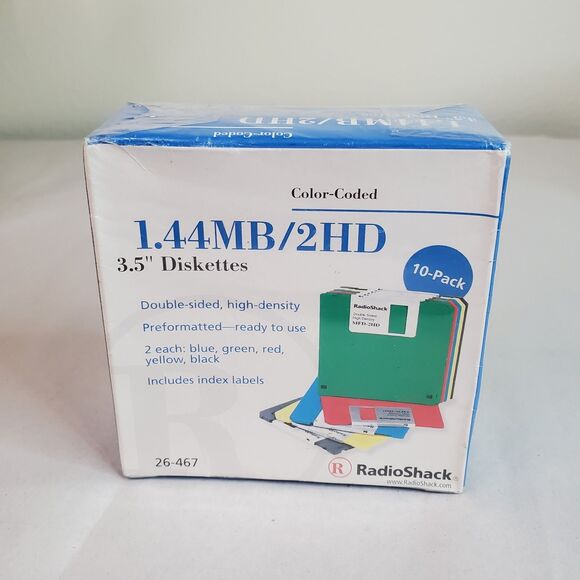 Color-Coded
1.44MB/2HD
Color-Coded
1.44MB/2HD
3.5" Diskettes
10-Pack
Double-sided, high-density
Preformatted—ready to use
2 each: blue, green, red,
yellow, black
Includes index labels
RadioShack
Double Sided
High Density
MFD-2HD
26-467
R RadioShack®
www.RadioShack.com